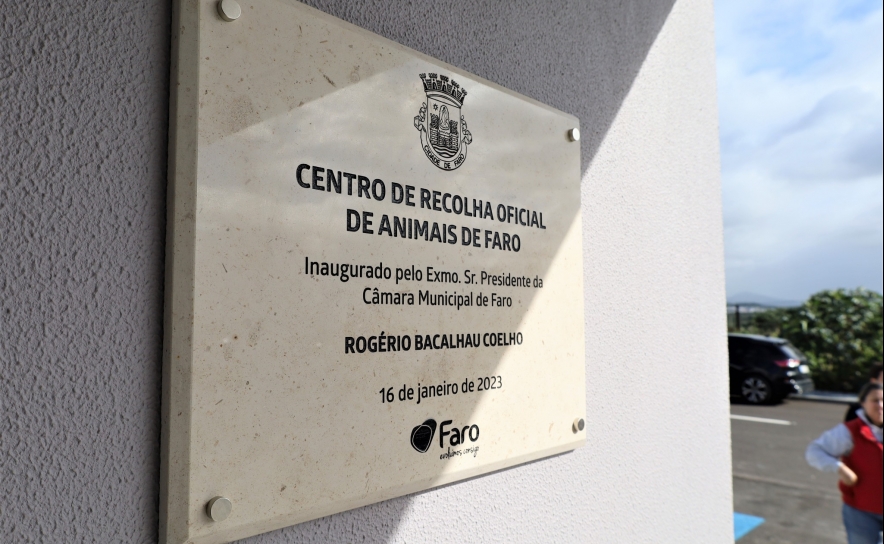 CIDADE DE FARO
CENTRO DE RECOLHA OFICIAL
DE ANIMAIS DE FARO
Inaugurado pelo Exmo. Sr. Presidente da
Câmara Municipal de Faro
ROGÉRIO BACALHAU COELHO
16 de janeiro de 2023
Faro
evoluímos consigo